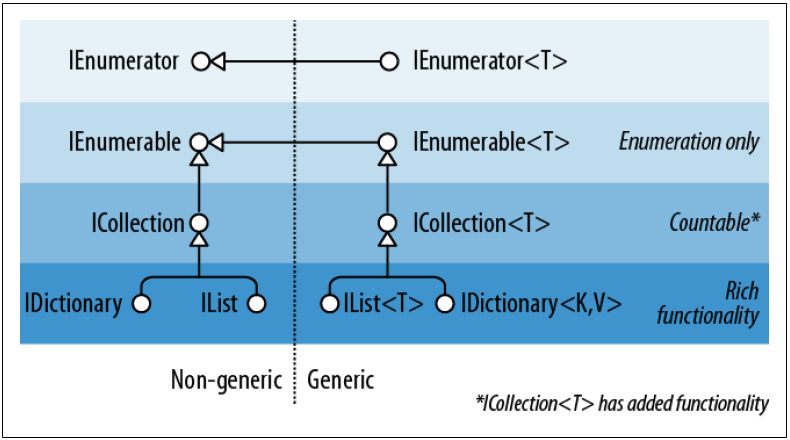 IEnumerator IEnumerator<T>
IEnumerable IEnumerable<T> Enumeration only
ICollection ICollection<T> Countable*
IDictionary IList IList<T> IDictionary<K,V> Rich
functionality
Non-generic Generic
*ICollection<T> has added functionality